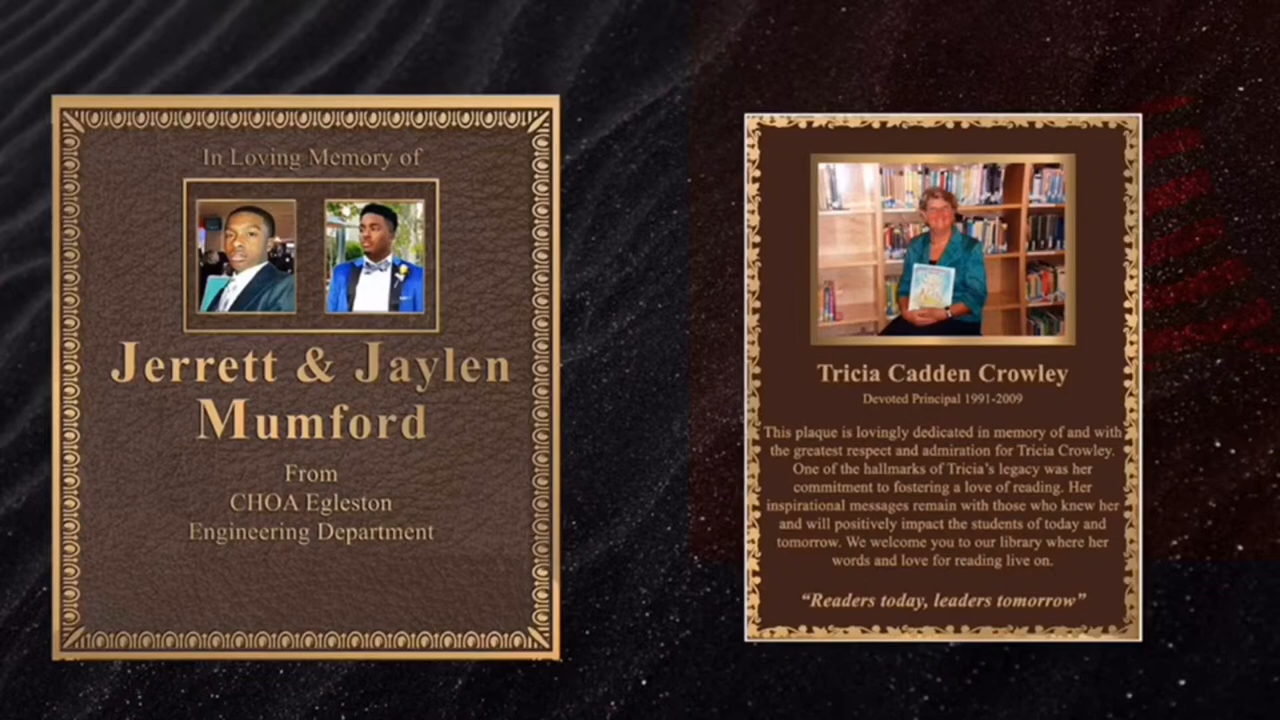 In Loving Memory of
Jerrett & Jaylen
Mumford
From
CHOA Egleston
Engineering Department
Tricia Cadden Crowley
Devoted Principal 1991-2009
This plaque is lovingly dedicated in memory of and with
the greatest respect and admiration for Tricia Crowley.
One of the hallmarks of Tricia's legacy was her
commitment to fostering a love of reading. Her
inspirational messages remain with those who knew her
and will positively impact the students of today and
tomorrow. We welcome you to our library where her
words and love for reading live on.
“Readers today, leaders tomorrow”